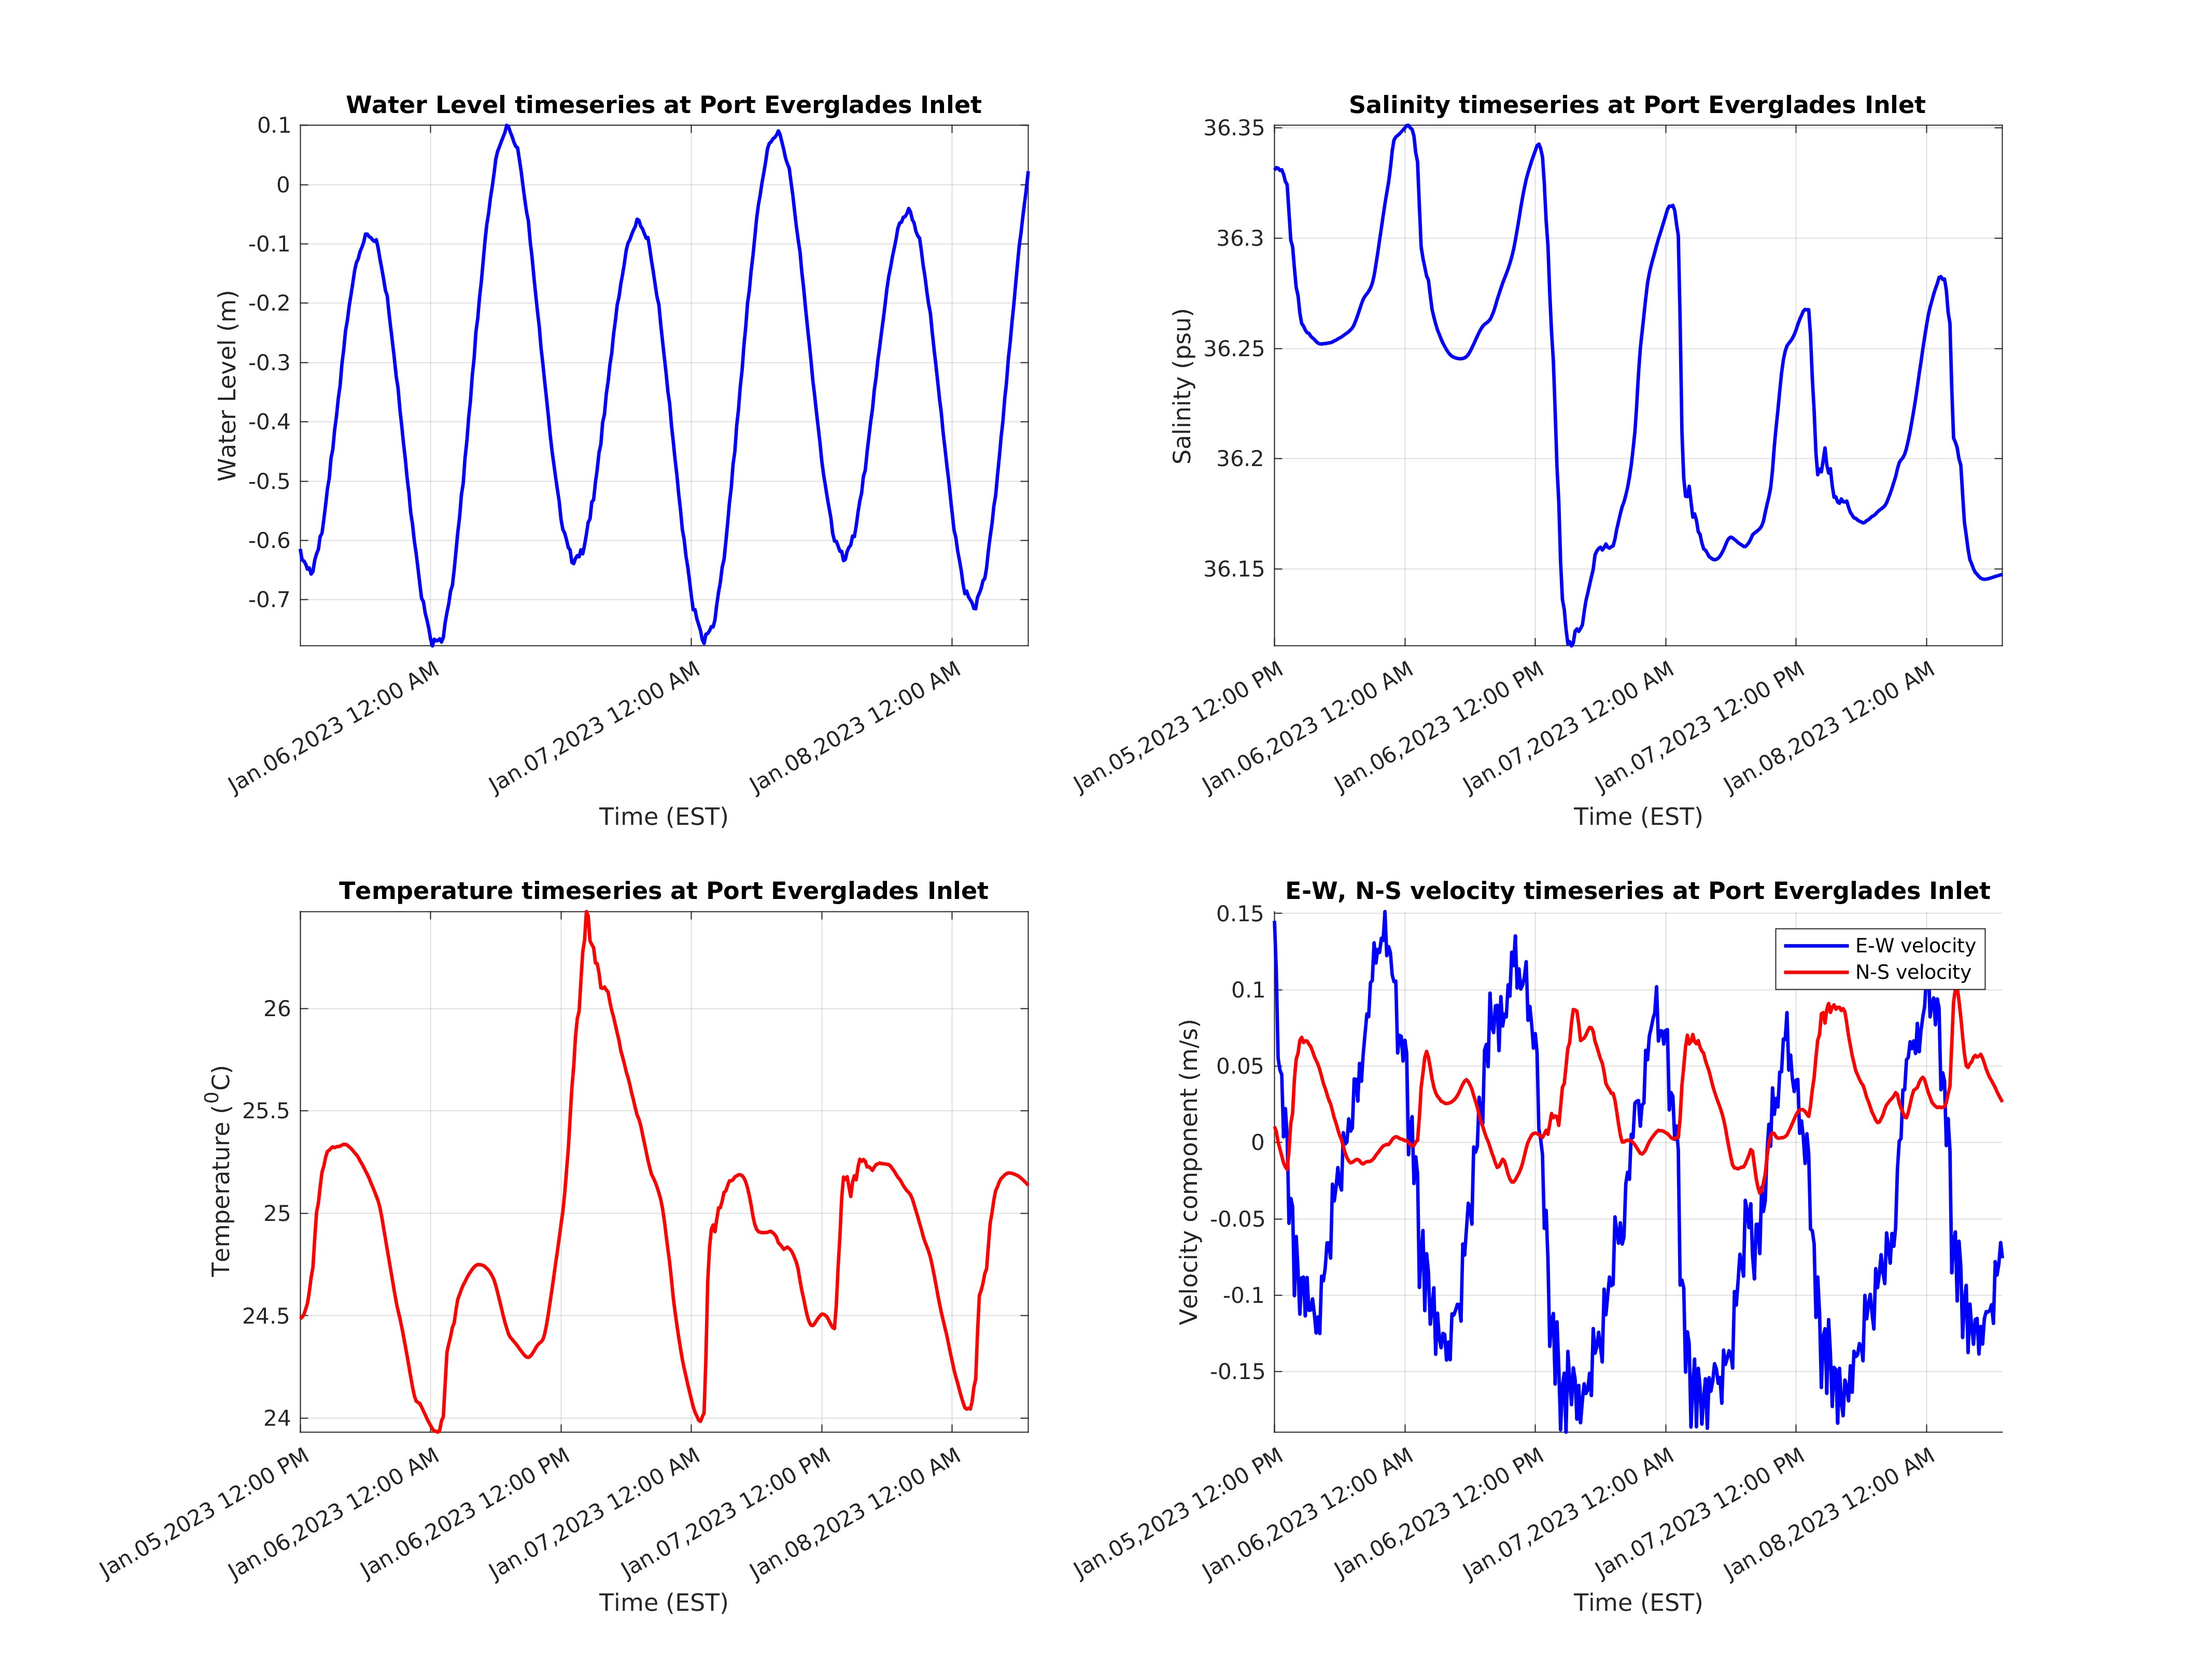 Water Level timeseries at Port Everglades Inlet
0.1
0
-0.1
-0.2
-0.3
-0.4
-0.5
-0.6
-0.7
Water Level (m)
Jan.06,2023 12:00 AM
Jan.07,2023 12:00 AM
Jan.08,2023 12:00 AM
Time (EST)
Salinity timeseries at Port Everglades Inlet
36.35
36.3
36.25
36.2
36.15
Salinity (psu)
Jan.05,2023 12:00 PM
Jan.06,2023 12:00 AM
Jan.06,2023 12:00 PM
Jan.07,2023 12:00 AM
Jan.07,2023 12:00 PM
Jan.08,2023 12:00 AM
Time (EST)
Temperature timeseries at Port Everglades Inlet
26
25.5
25
24.5
24
Temperature (⁰C)
Jan.05,2023 12:00 PM
Jan.06,2023 12:00 AM
Jan.06,2023 12:00 PM
Jan.07,2023 12:00 AM
Jan.07,2023 12:00 PM
Jan.08,2023 12:00 AM
Time (EST)
E-W, N-S velocity timeseries at Port Everglades Inlet
0.15
0.1
0.05
0
-0.05
-0.1
-0.15
Velocity component (m/s)
E-W velocity
N-S velocity
Jan.05,2023 12:00 PM
Jan.06,2023 12:00 AM
Jan.06,2023 12:00 PM
Jan.07,2023 12:00 AM
Jan.07,2023 12:00 PM
Jan.08,2023 12:00 AM
Time (EST)